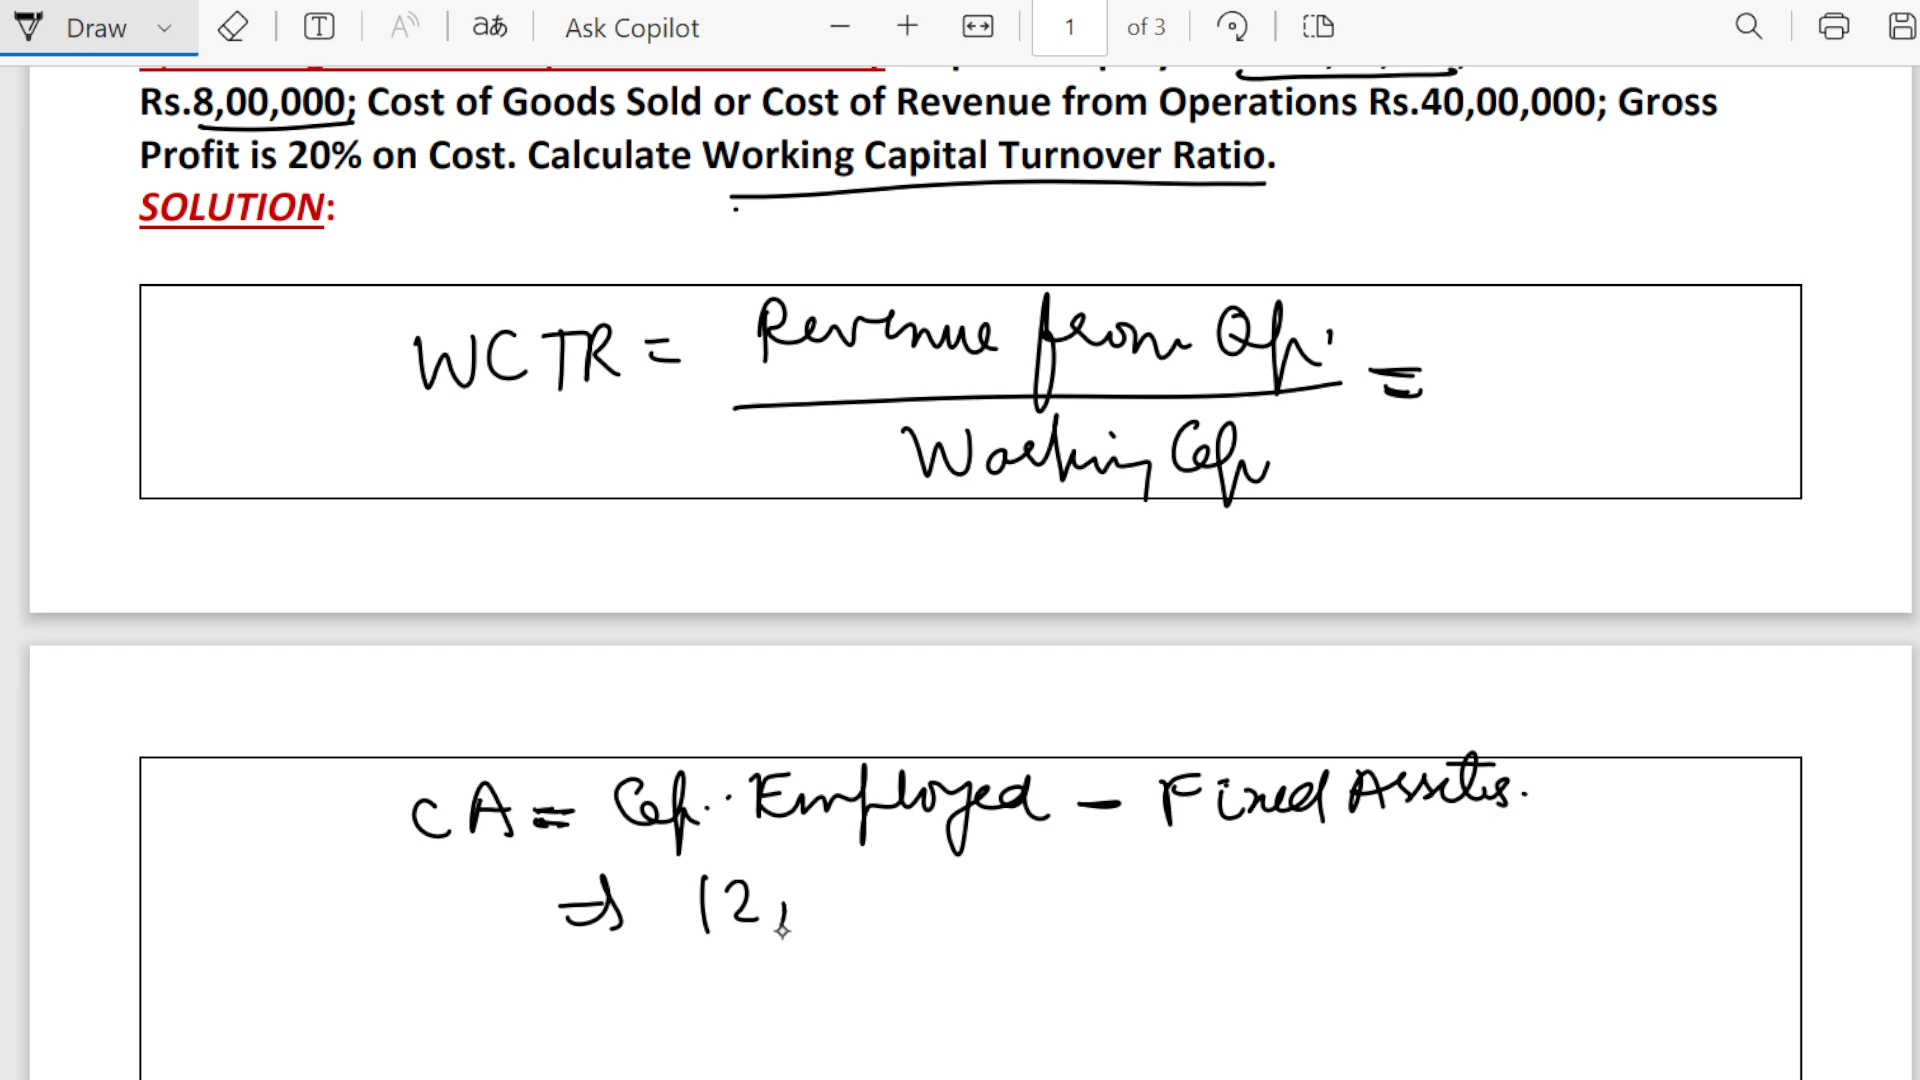 Draw aあ Ask Copilot 1 of 3
Rs.8,00,000; Cost of Goods Sold or Cost of Revenue from Operations Rs.40,00,000; Gross
Profit is 20% on Cost. Calculate Working Capital Turnover Ratio.
SOLUTION:
WCTR = Revenue from Op. =
Working Cap
CA = Cap. Employed - Fixed Assets.
⇒ 12,